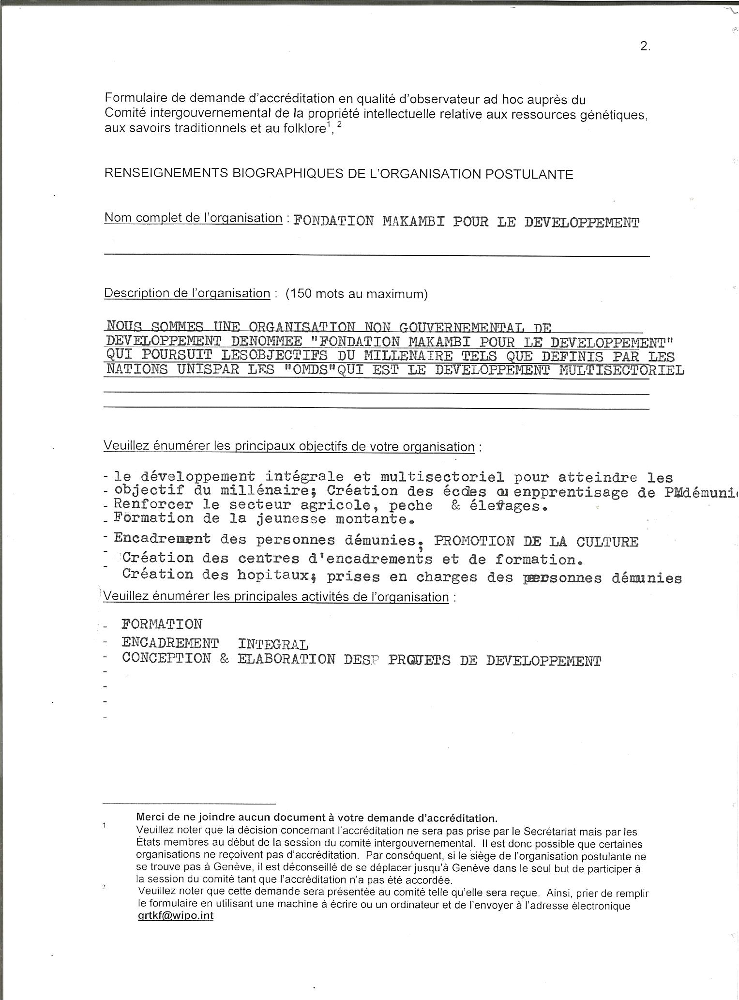 2.
Formulaire de demande d'accréditation en qualité d'observateur ad hoc auprès du
Comité intergouvernemental de la propriété intellectuelle relative aux ressources génétiques,
aux savoirs traditionnels et au folklore¹, ²
RENSEIGNEMENTS BIOGRAPHIQUES DE L'ORGANISATION POSTULANTE
Nom complet de l'organisation : FONDATION MAKAMBI POUR LE DEVELOPPEMENT
Description de l'organisation : (150 mots au maximum)
NOUS SOMMES UNE ORGANISATION NON GOUVERNEMENTAL DE
DEVELOPPEMENT DENOMMEE "FONDATION MAKAMBI POUR LE DEVELOPPEMENT"
QUI POURSUIT LESOBJECTIFS DU MILLENAIRE TELS QUE DEFINIS PAR LES
NATIONS UNISPAR LES "OMDS"QUI EST LE DEVELOPPEMENT MULTISECTORIEL
Veuillez énumérer les principaux objectifs de votre organisation :
- le développement intégrale et multisectoriel pour atteindre les
- objectif du millénaire; Création des écoles enpprentisage de
- Renforcer le secteur agricole, peche & élevages.
- Formation de la jeunesse montante.
- Encadrement des personnes démunies, PROMOTION DE LA CULTURE
- Création des centres d'encadrements et de formation.
- Création des hopitaux; prises en charges des personnes démunies
Veuillez énumérer les principales activités de l'organisation :
- FORMATION
- ENCADREMENT INTEGRAL
- CONCEPTION & ELABORATION DESP PROJETS DE DEVELOPPEMENT
-
-
-
-
Merci de ne joindre aucun document à votre demande d'accréditation.
1 Veuillez noter que la décision concernant l'accréditation ne sera pas prise par le Secrétariat mais par les
États membres au début de la session du comité intergouvernemental. Il est donc possible que certaines
organisations ne reçoivent pas d'accréditation. Par conséquent, si le siège de l'organisation postulante ne
se trouve pas à Genève, il est déconseillé de se déplacer jusqu'à Genève dans le seul but de participer à
la session du comité tant que l'accréditation n'a pas été accordée.
2 Veuillez noter que cette demande sera présentée au comité telle qu'elle sera reçue. Ainsi, prier de remplir
le formulaire en utilisant une machine à écrire ou un ordinateur et de l'envoyer à l'adresse électronique
grtkf@wipo.int